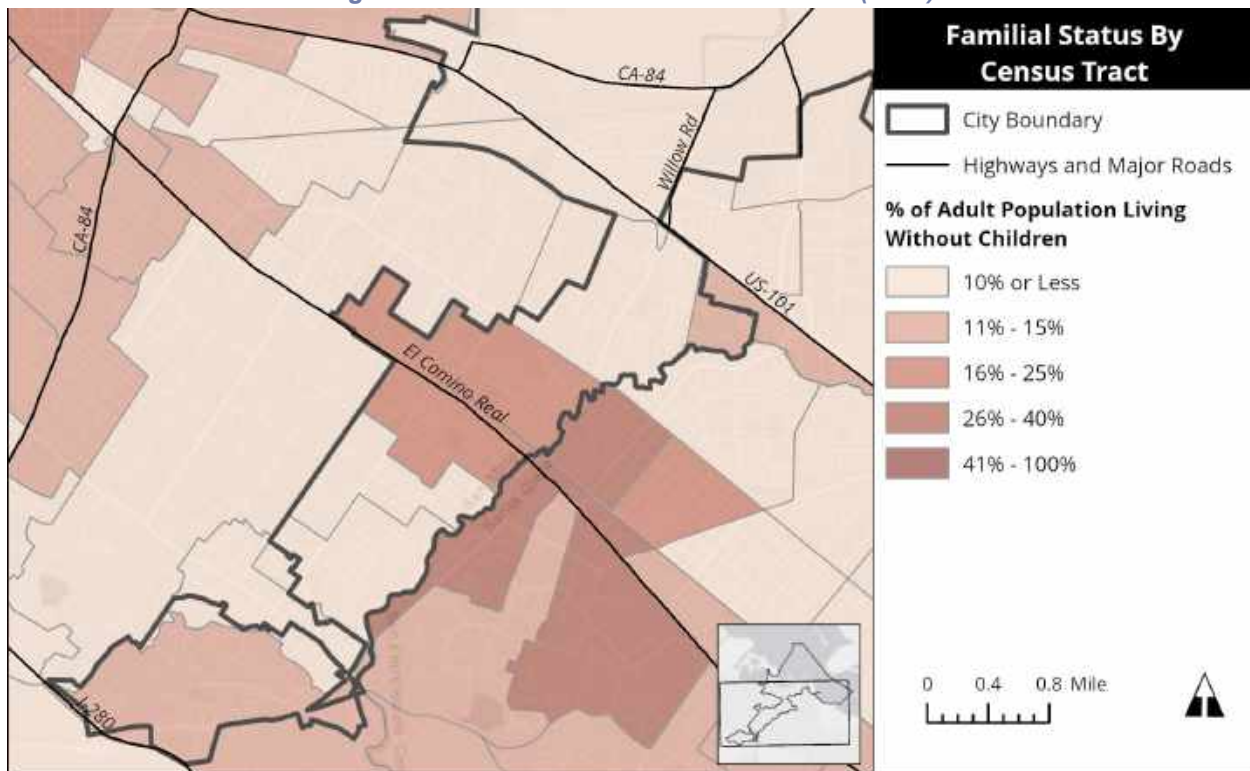 CA-84
Willow Rd
CA-84
US-101
El Comino Real
I-280
Familial Status By
Census Tract
City Boundary
Highways and Major Roads
% of Adult Population Living
Without Children
10% or Less
11% - 15%
16% - 25%
26% - 40%
41% - 100%
0 0.4 0.8 Mile